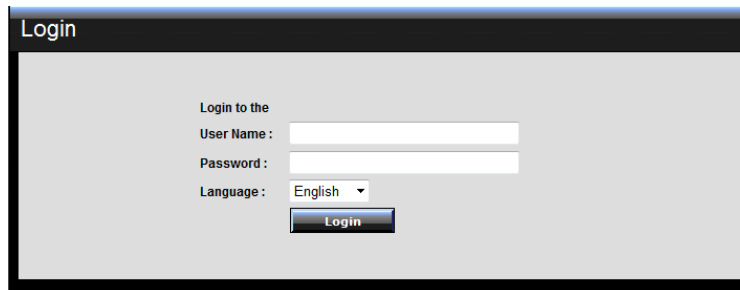 Login
Login to the
User Name :
Password :
Language : English
Login